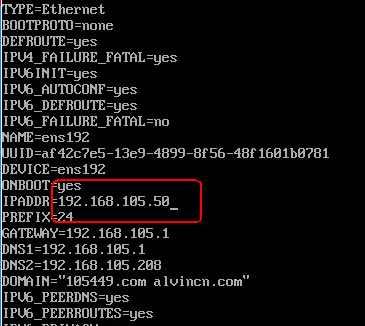 TYPE=Ethernet
BOOTPROTO=none
DEFROUTE=yes
IPV4_FAILURE_FATAL=yes
IPV6INIT=yes
IPV6_AUTOCONF=yes
IPV6_DEFROUTE=yes
IPV6_FAILURE_FATAL=no
NAME=ens192
UUID=af42c7e5-13e9-4899-8f56-48f1601b0781
DEVICE=ens192
ONBOOT=yes
IPADDR=192.168.105.50_
PREFIX=24
GATEWAY=192.168.105.1
DNS1=192.168.105.1
DNS2=192.168.105.208
DOMAIN="105449.com alvincn.com"
IPV6_PEERDNS=yes
IPV6_PEERROUTES=yes